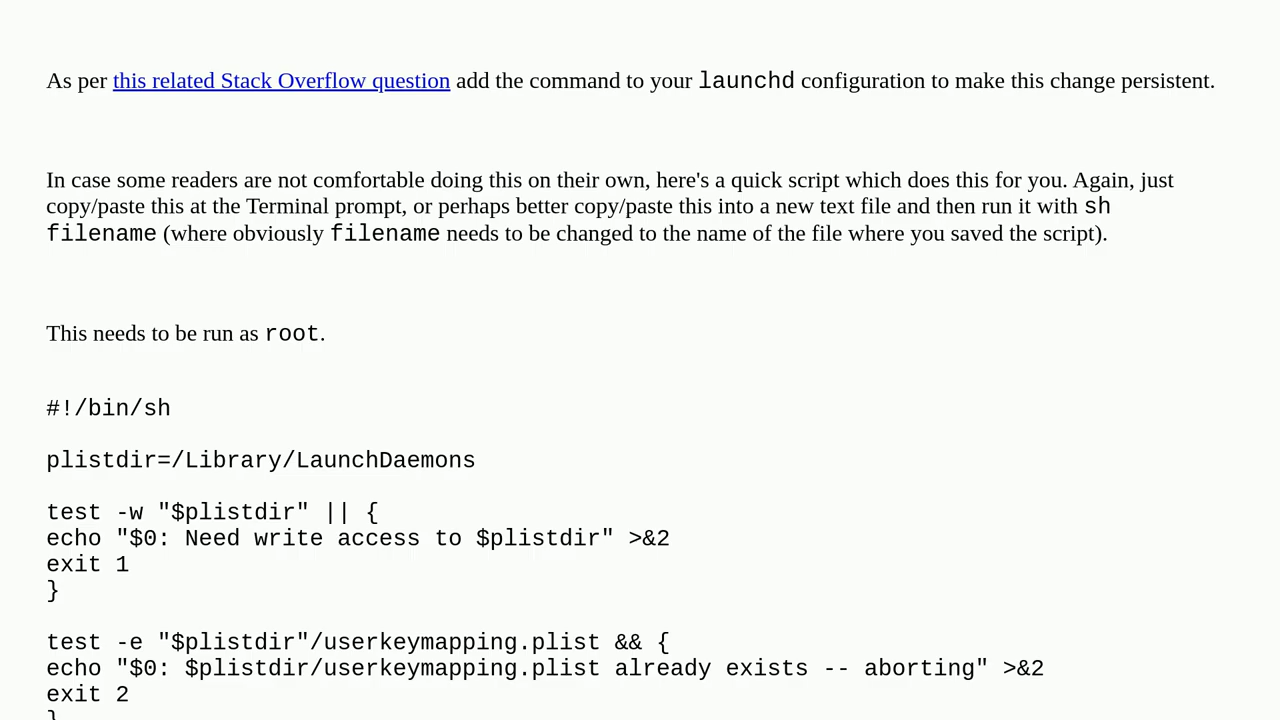 As per this related Stack Overflow question add the command to your launchd configuration to make this change persistent.
In case some readers are not comfortable doing this on their own, here's a quick script which does this for you. Again, just
copy/paste this at the Terminal prompt, or perhaps better copy/paste this into a new text file and then run it with sh
filename (where obviously filename needs to be changed to the name of the file where you saved the script).
This needs to be run as root.
#!/bin/sh
plistdir=/Library/LaunchDaemons
test -w "$plistdir" || {
echo "$0: Need write access to $plistdir" >&2
exit 1
}
test -e "$plistdir"/userkeymapping.plist && {
echo "$0: $plistdir/userkeymapping.plist already exists -- aborting" >&2
exit 2
}